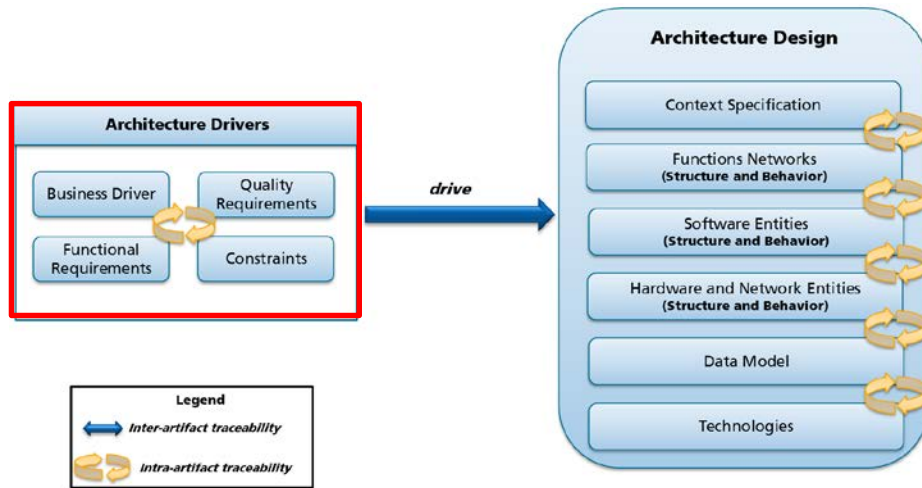 Architecture Drivers
Business Driver
Quality
Requirements
Functional
Requirements
Constraints
drive
Architecture Design
Context Specification
Functions Networks
(Structure and Behavior)
Software Entities
(Structure and Behavior)
Hardware and Network Entities
(Structure and Behavior)
Data Model
Technologies
Legend
Inter-artifact traceability
Intra-artifact traceability